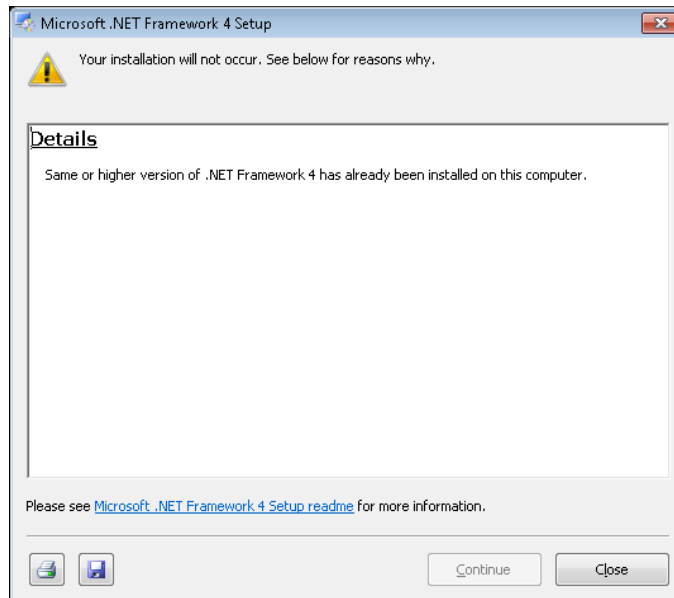 Microsoft .NET Framework 4 Setup
Your installation will not occur. See below for reasons why.
Details
Same or higher version of .NET Framework 4 has already been installed on this computer.
Please see Microsoft .NET Framework 4 Setup readme for more information.
Continue
Close